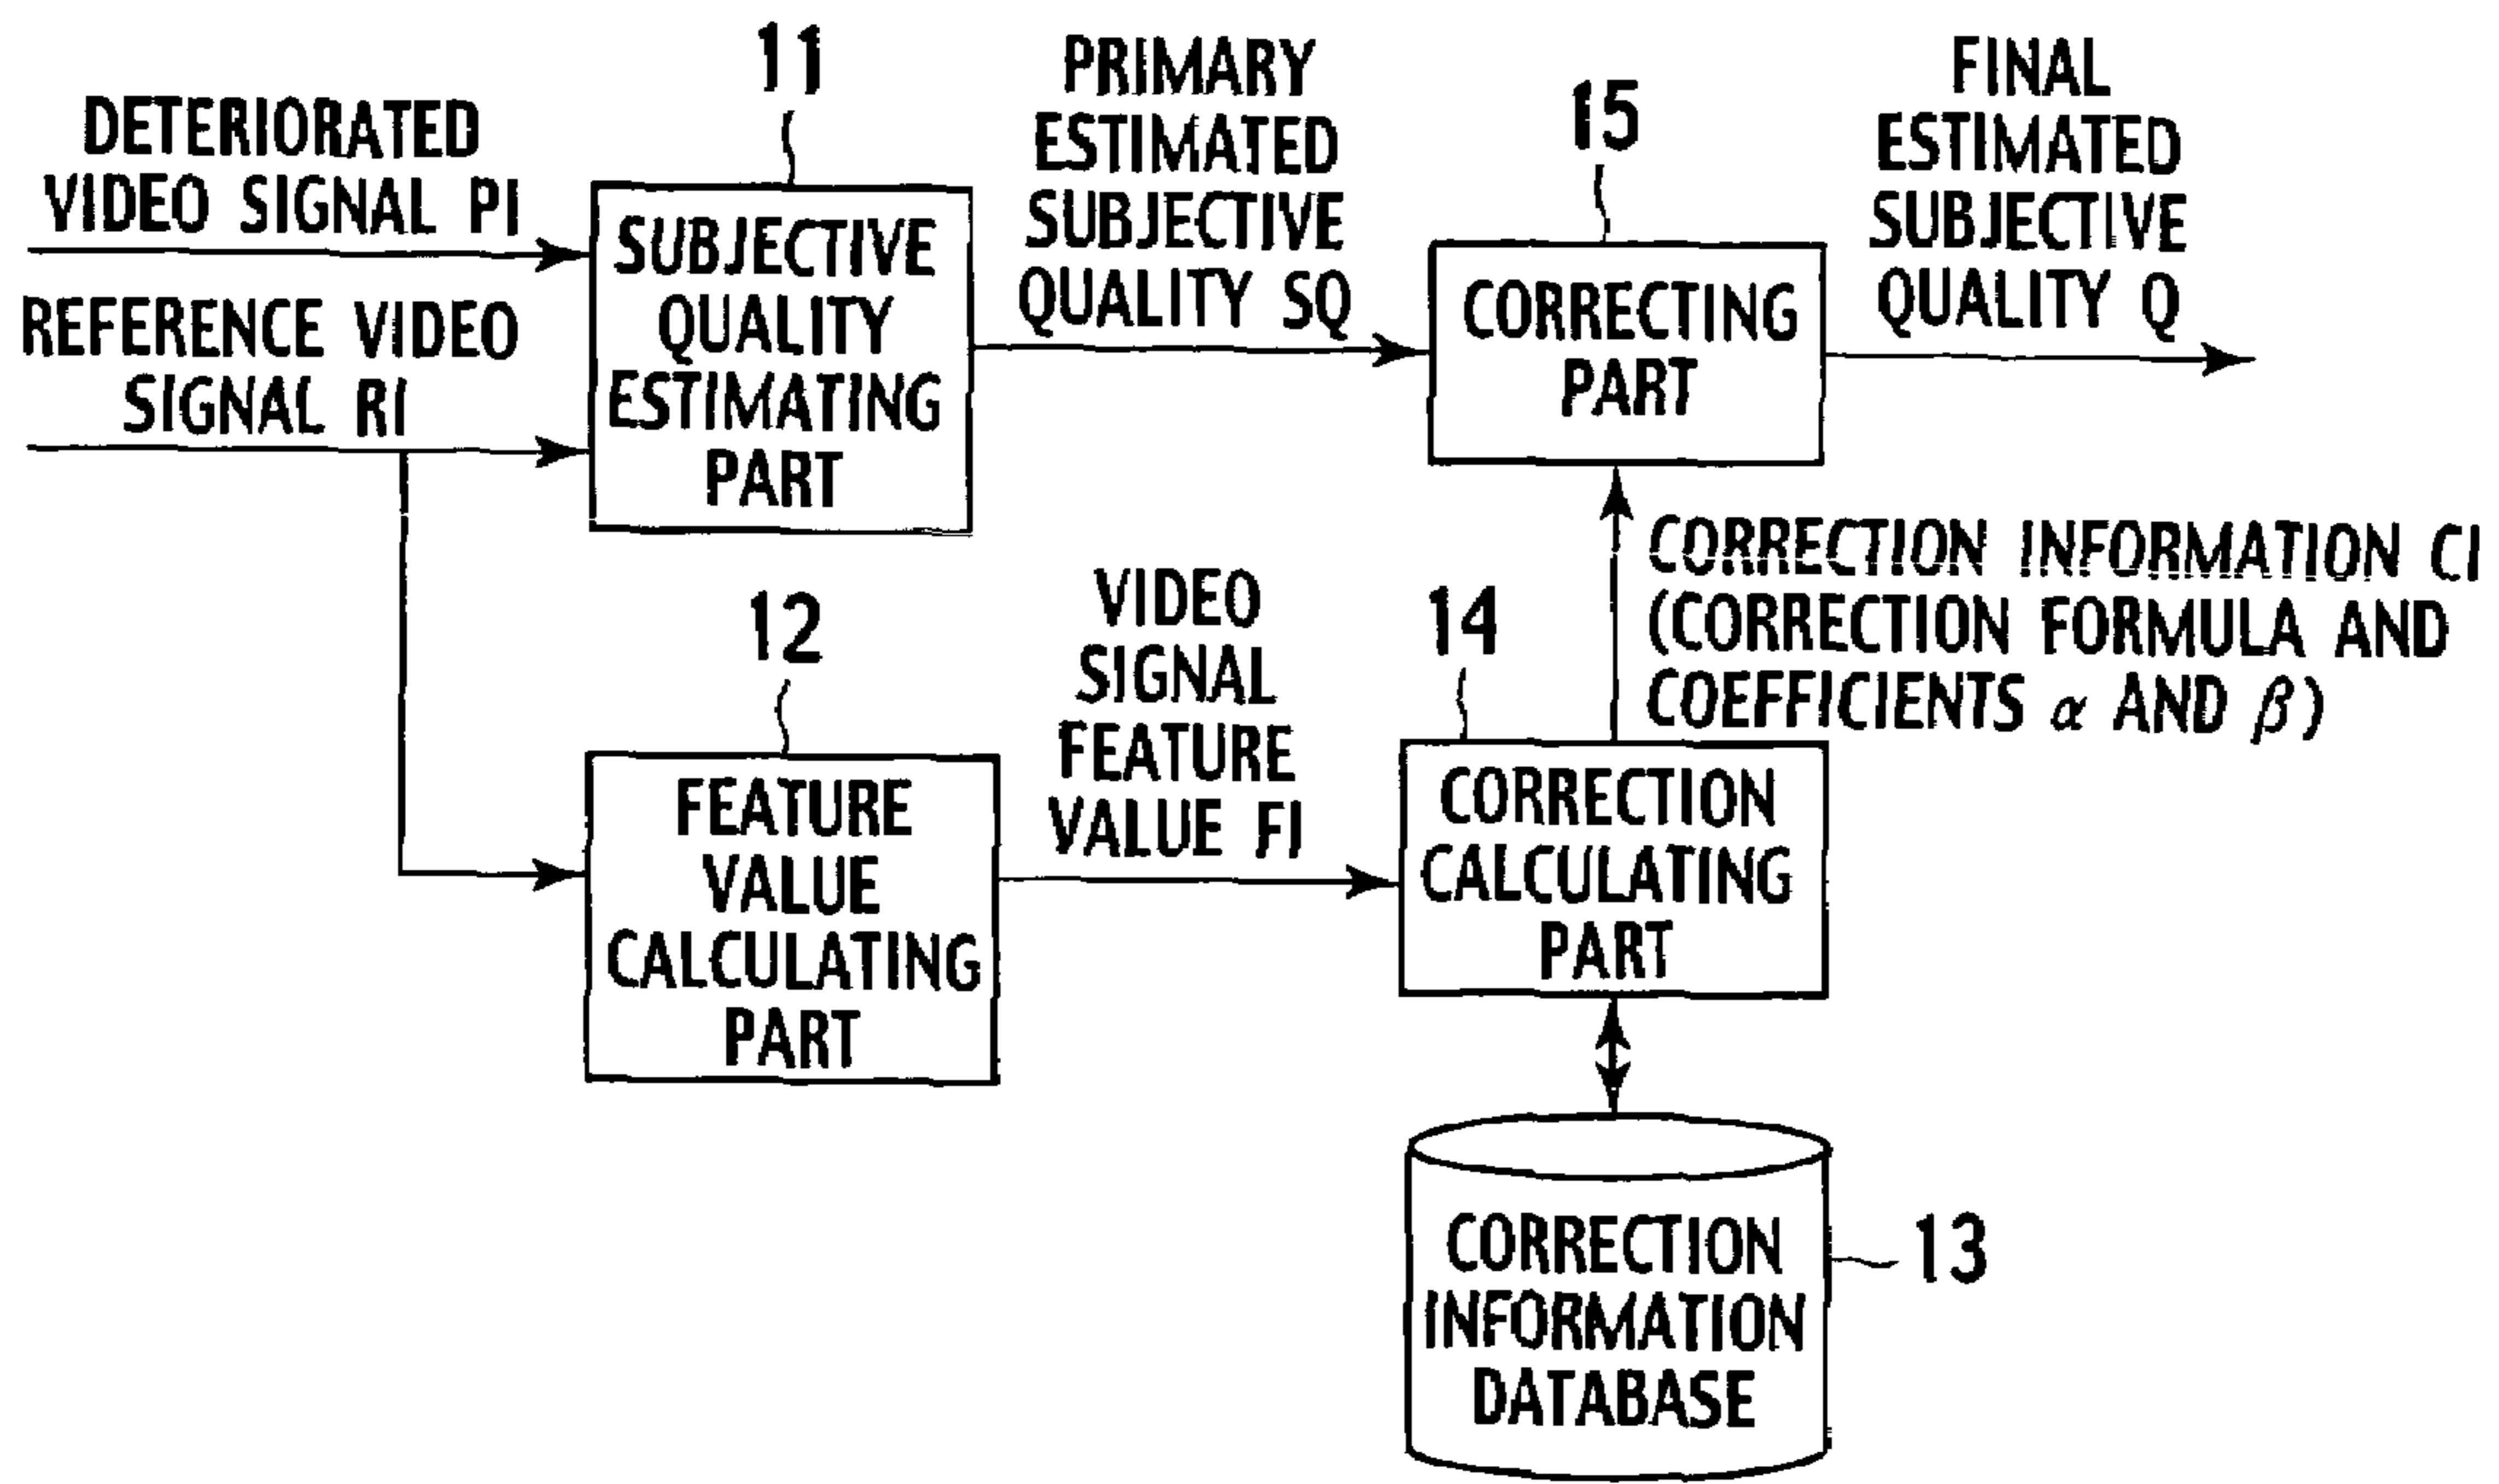 DETERIORATED
VIDEO SIGNAL PI
REFERENCE VIDEO
SIGNAL RI
11
SUBJECTIVE
QUALITY
ESTIMATING
PART
PRIMARY
ESTIMATED
SUBJECTIVE
QUALITY SQ
15
CORRECTING
PART
FINAL
ESTIMATED
SUBJECTIVE
QUALITY Q
12
FEATURE
VALUE
CALCULATING
PART
VIDEO
SIGNAL
FEATURE
VALUE FI
14
CORRECTION
CALCULATING
PART
CORRECTION INFORMATION CI
(CORRECTION FORMULA AND
COEFFICIENTS α AND β)
CORRECTION
INFORMATION
DATABASE
13